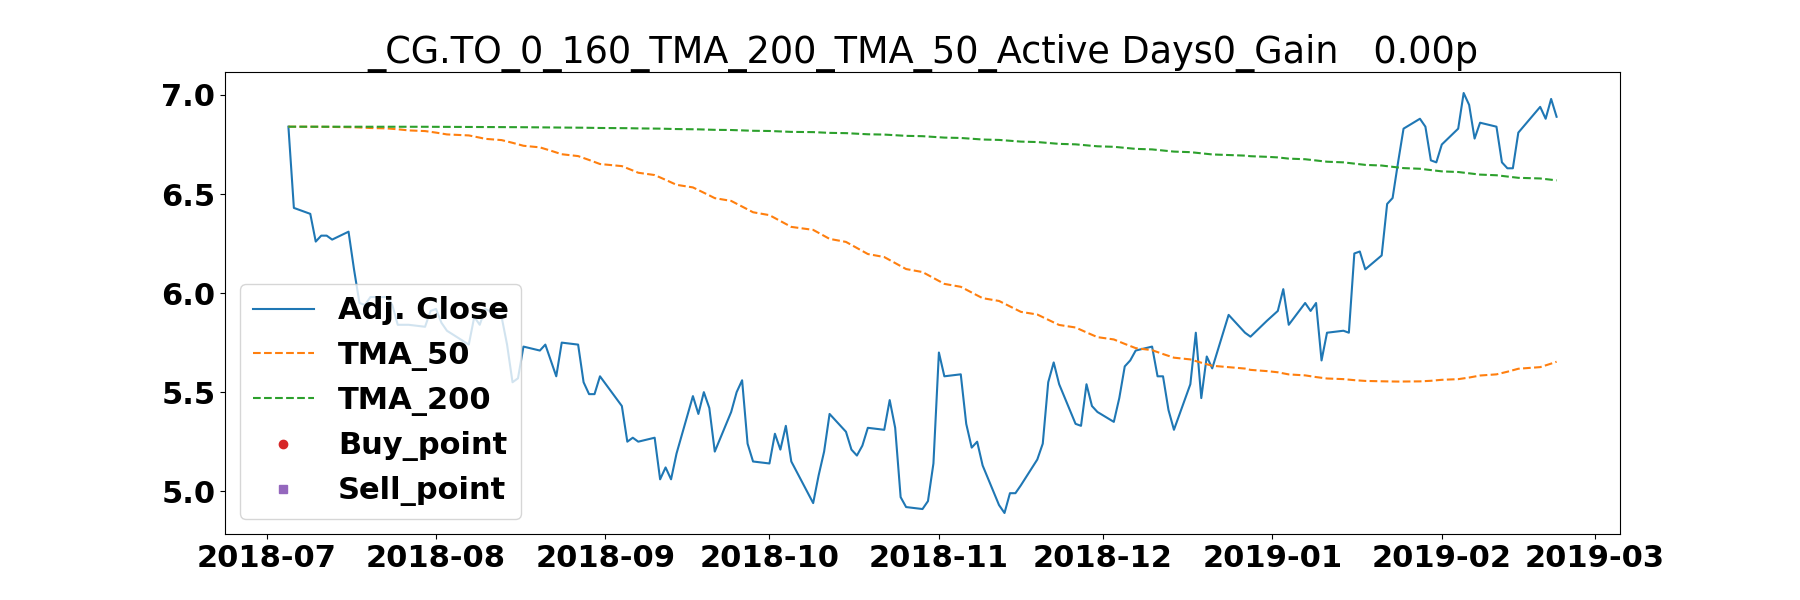 _CG.TO_0_160_TMA_200_TMA_50_Active Days0_Gain   0.00p
7.0
6.5
6.0
5.5
5.0
Adj. Close
TMA_50
TMA_200
Buy_point
Sell_point
2018-07 2018-08 2018-09 2018-10 2018-11 2018-12 2019-01 2019-02 2019-03